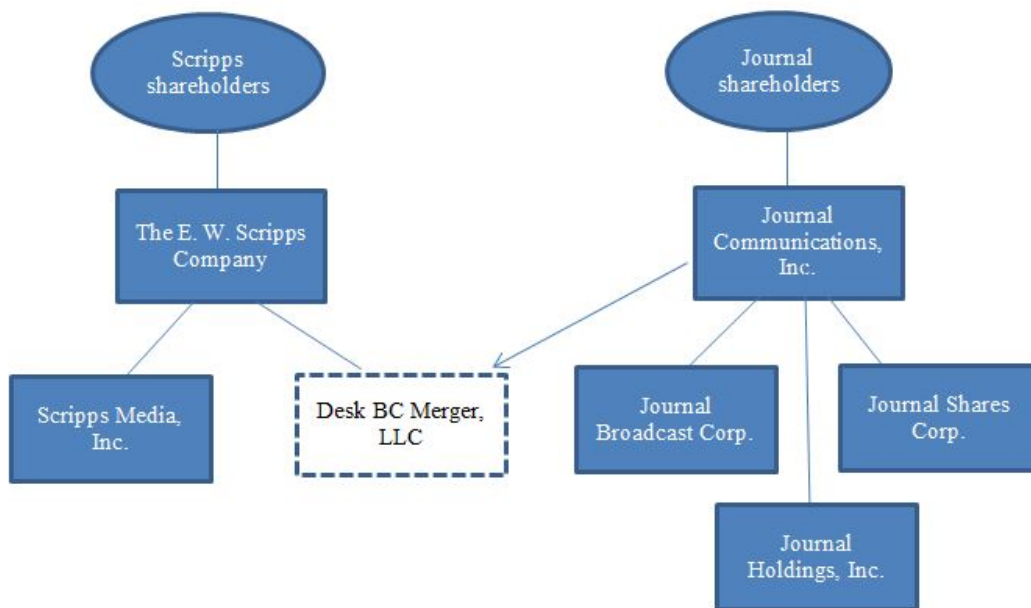 Scripps
shareholders
Journal
shareholders
The E. W. Scripps
Company
Journal
Communications,
Inc.
Scripps Media,
Inc.
Desk BC Merger,
LLC
Journal
Broadcast Corp.
Journal Shares
Corp.
Journal
Holdings, Inc.